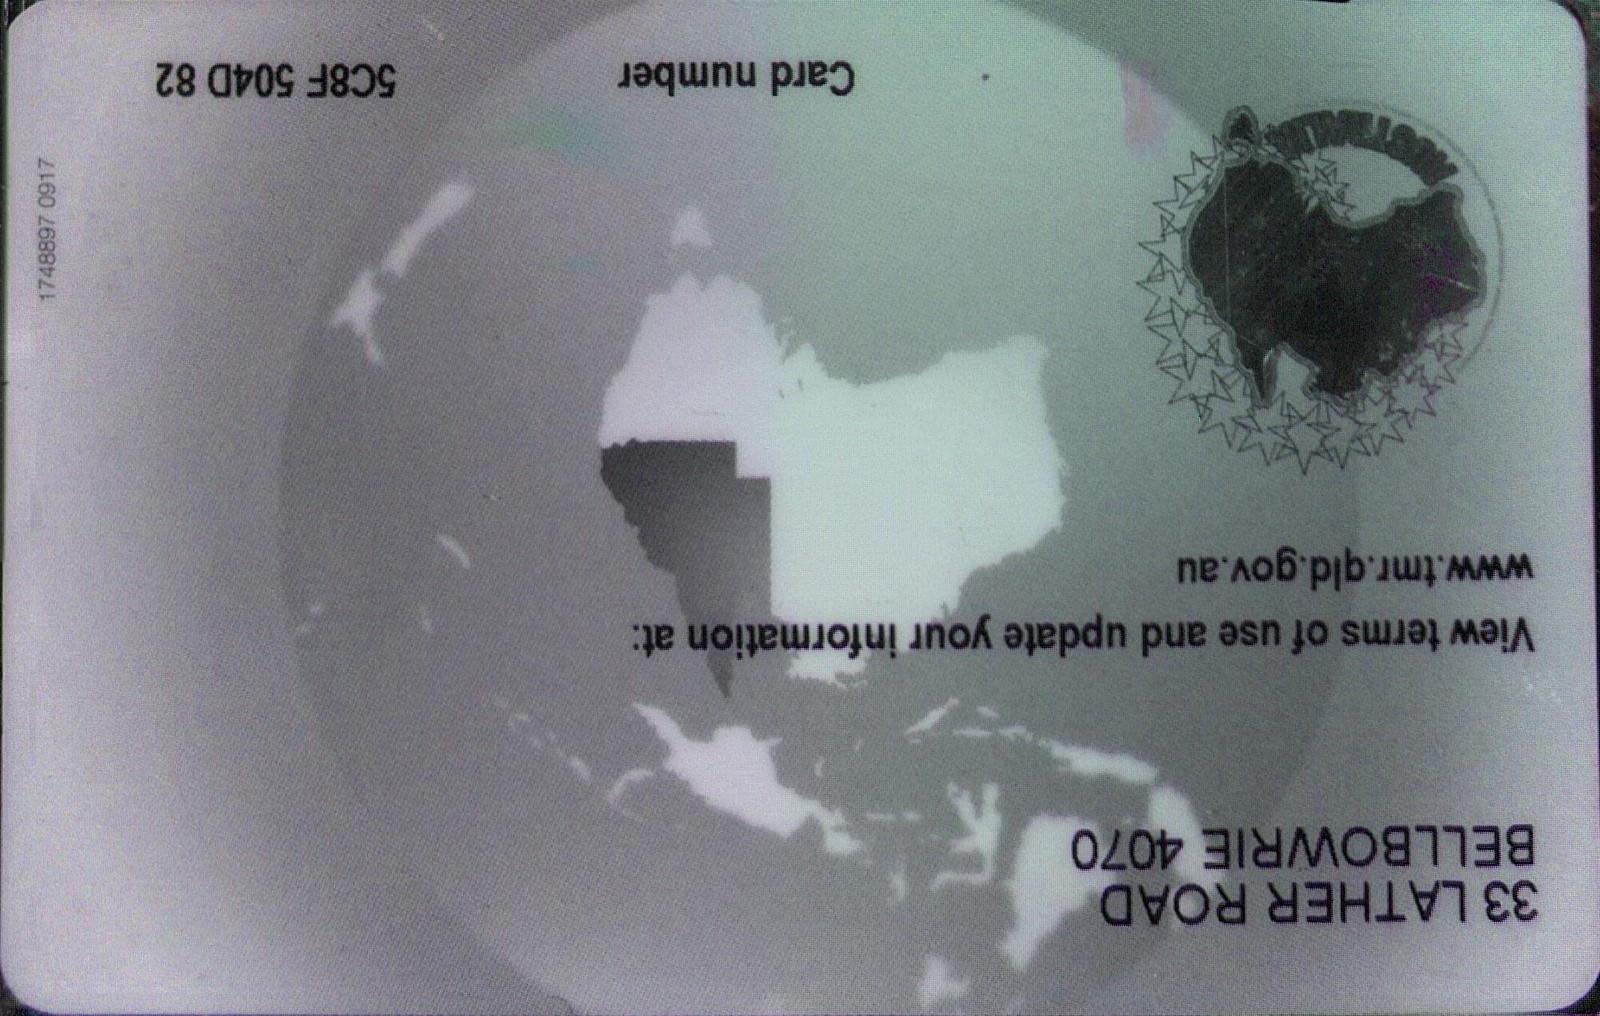 33 LATHER ROAD
BELLBOWRIE 4070
View terms of use and update your information at:
www.tmr.qld.gov.au
Card number 5C8F 504D 82
1748897 0917